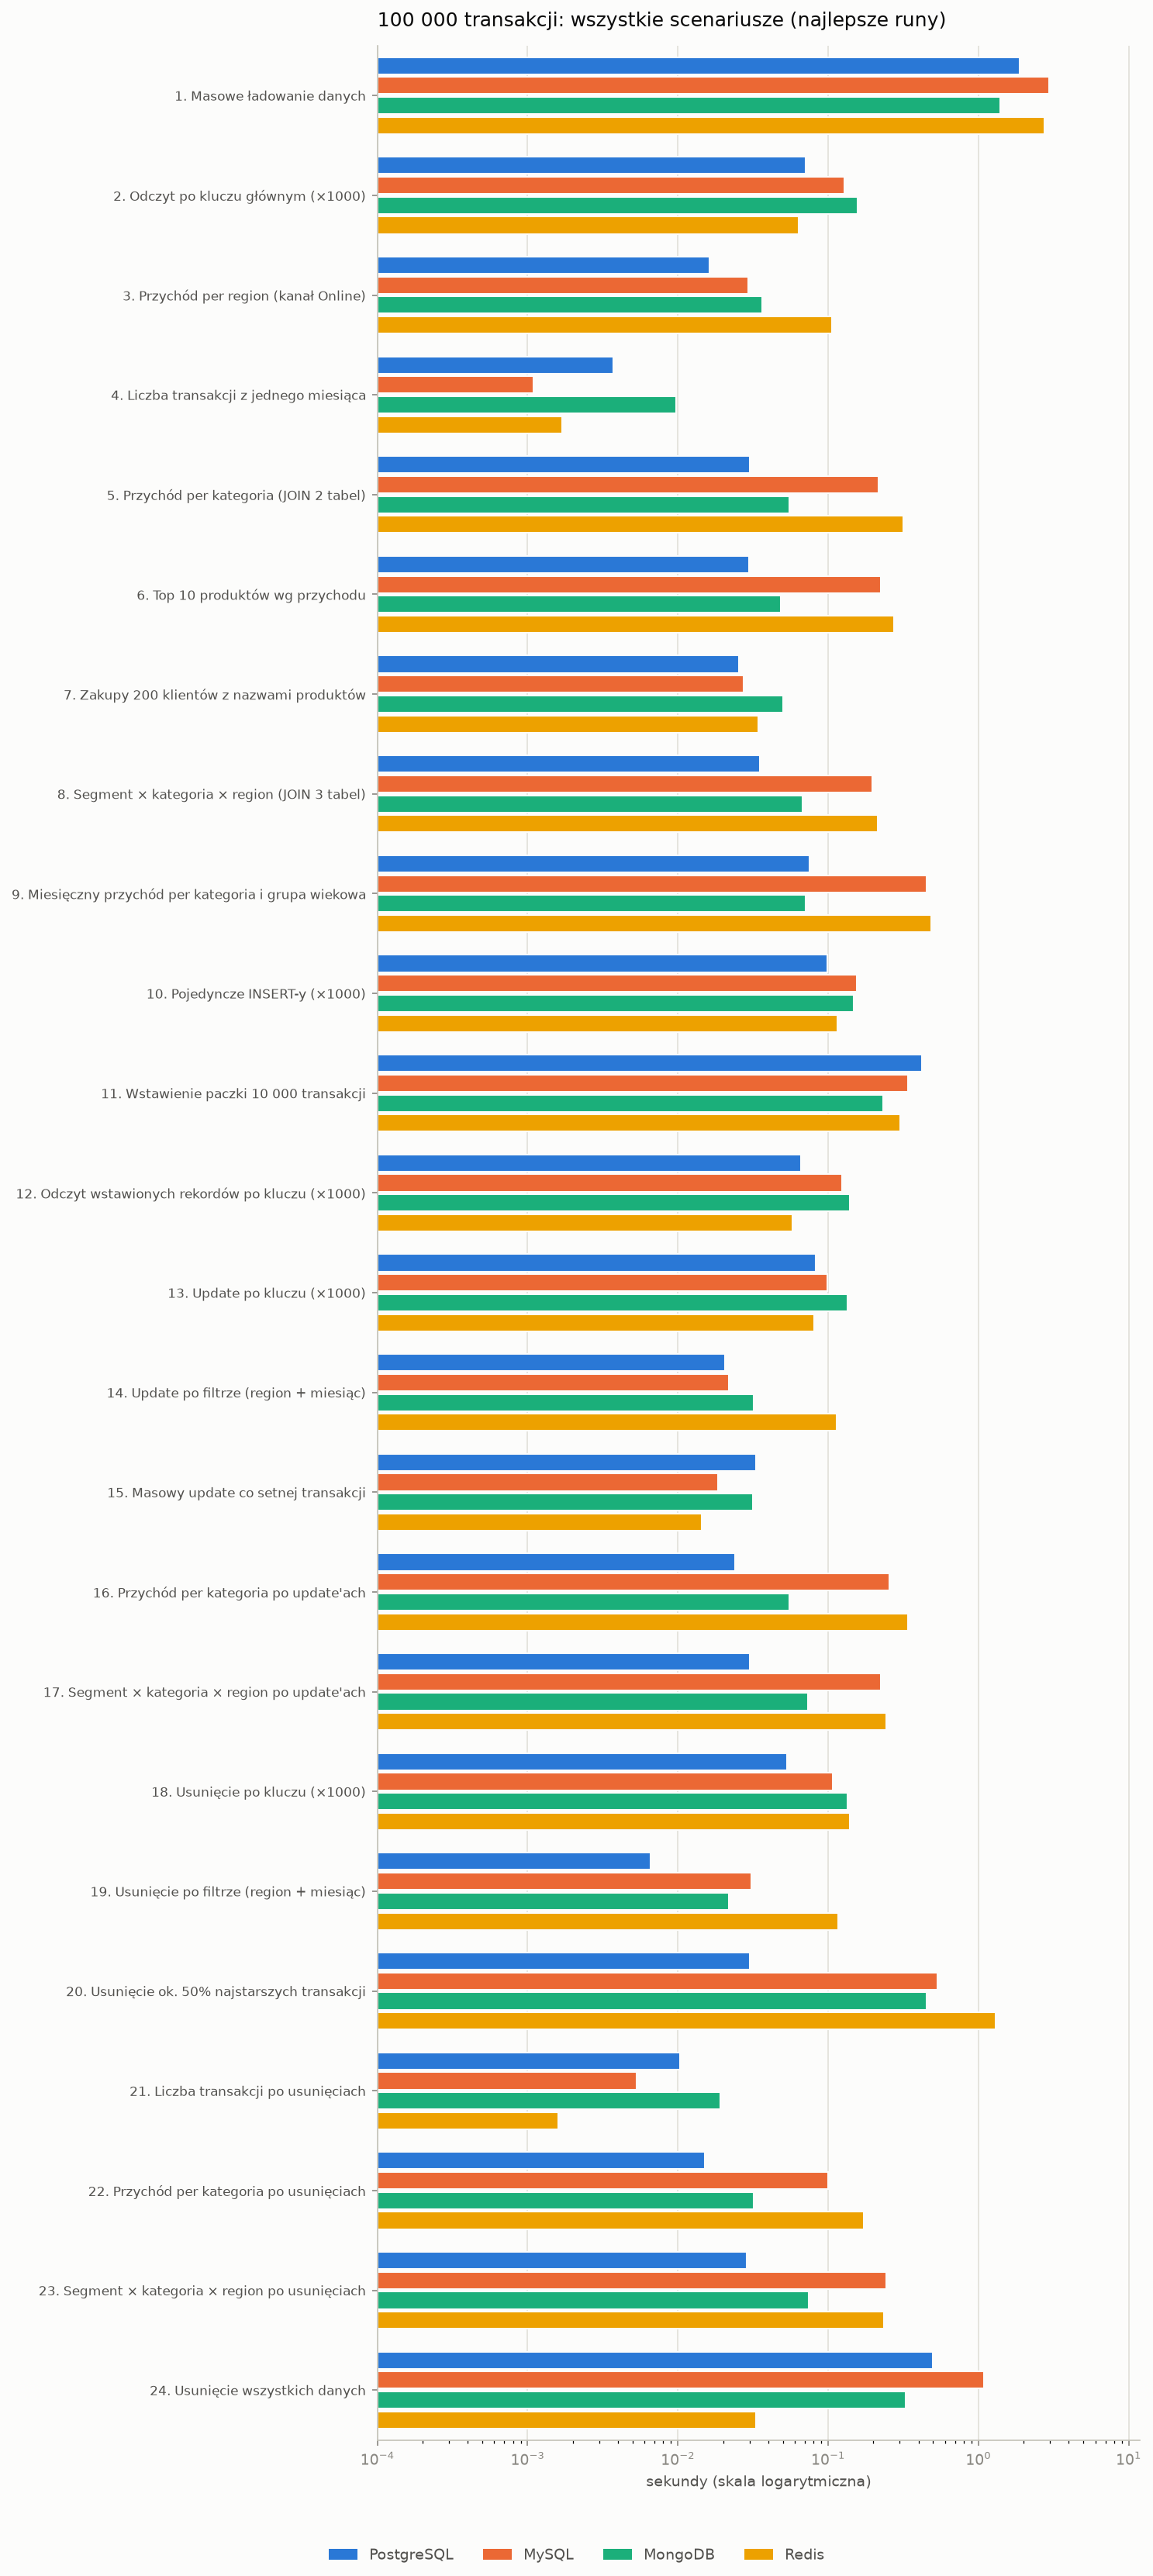 100 000 transakcji: wszystkie scenariusze (najlepsze runy)
1. Masowe ładowanie danych
2. Odczyt po kluczu głównym (×1000)
3. Przychód per region (kanał Online)
4. Liczba transakcji z jednego miesiąca
5. Przychód per kategoria (JOIN 2 tabel)
6. Top 10 produktów wg przychodu
7. Zakupy 200 klientów z nazwami produktów
8. Segment × kategoria × region (JOIN 3 tabel)
9. Miesięczny przychód per kategoria i grupa wiekowa
10. Pojedyncze INSERT-y (×1000)
11. Wstawienie paczki 10 000 transakcji
12. Odczyt wstawionych rekordów po kluczu (×1000)
13. Update po kluczu (×1000)
14. Update po filtrze (region + miesiąc)
15. Masowy update co setnej transakcji
16. Przychód per kategoria po update'ach
17. Segment × kategoria × region po update'ach
18. Usunięcie po kluczu (×1000)
19. Usunięcie po filtrze (region + miesiąc)
20. Usunięcie ok. 50% najstarszych transakcji
21. Liczba transakcji po usunięciach
22. Przychód per kategoria po usunięciach
23. Segment × kategoria × region po usunięciach
24. Usunięcie wszystkich danych
10⁻⁴ 10⁻³ 10⁻² 10⁻¹ 10⁰ 10¹
sekundy (skala logarytmiczna)
PostgreSQL MySQL MongoDB Redis